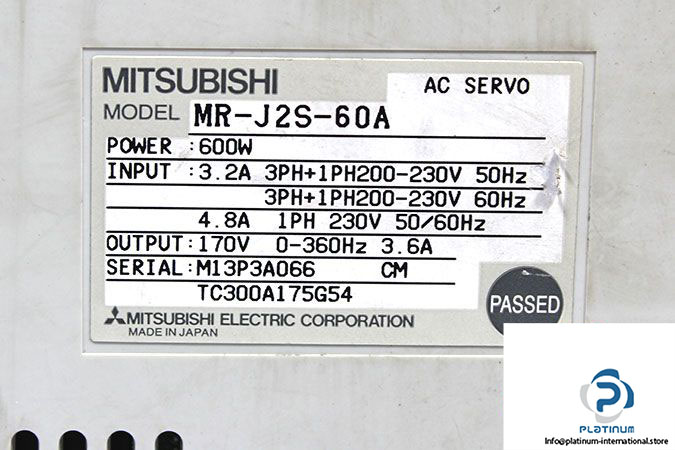 MITSUBISHI AC SERVO
MODEL MR-J2S-60A
POWER :600W
INPUT :3.2A 3PH+1PH200-230V 50Hz
3PH+1PH200-230V 60Hz
4.8A 1PH 230V 50/60Hz
OUTPUT:170V 0-360Hz 3.6A
SERIAL:M13P3A066 CM
TC300A175G54
PASSED
MITSUBISHI ELECTRIC CORPORATION
MADE IN JAPAN
PLATINUM
Info@platinum-international.store